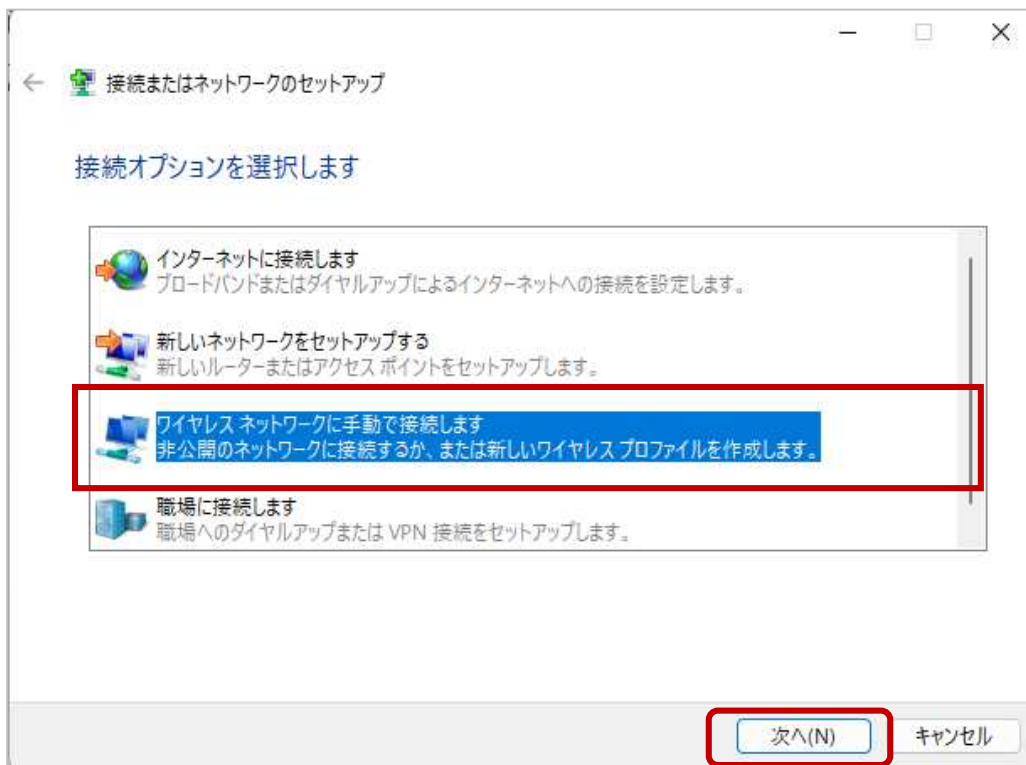 接続またはネットワークのセットアップ
接続オプションを選択します
インターネットに接続します
ブロードバンドまたはダイヤルアップによるインターネットへの接続を設定します。
新しいネットワークをセットアップする
新しいルーターまたはアクセス ポイントをセットアップします。
ワイヤレス ネットワークに手動で接続します
非公開のネットワークに接続するか、または新しいワイヤレス プロファイルを作成します。
職場に接続します
職場へのダイヤルアップまたは VPN 接続をセットアップします。
次へ(N) キャンセル